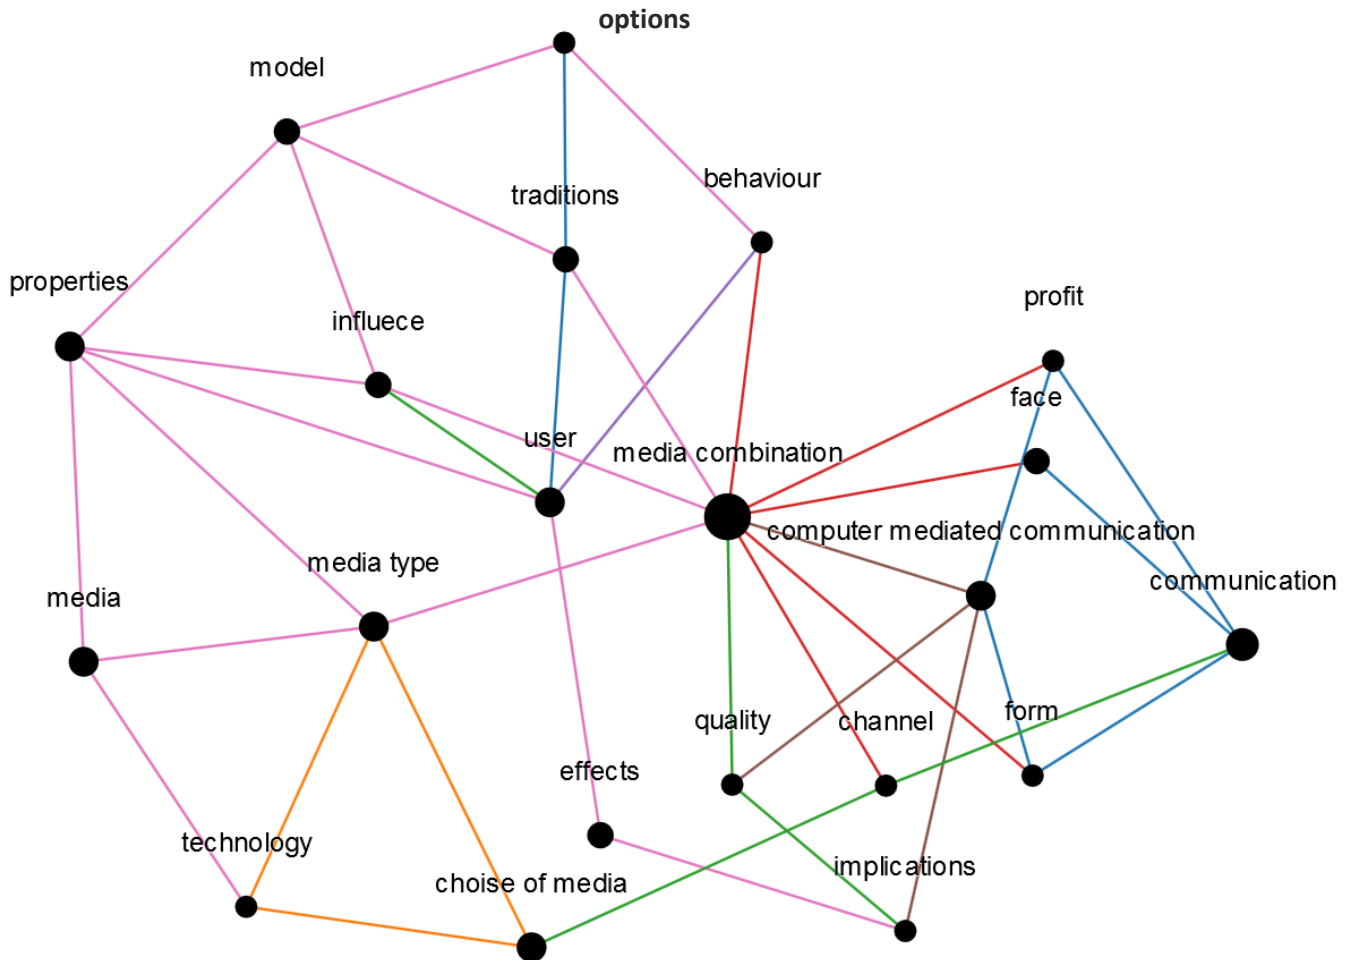 options
model
behaviour
traditions
properties
profit
influece
face
user
media combination
computer mediated communication
media type
communication
media
quality
channel
form
effects
technology
implications
choise of media